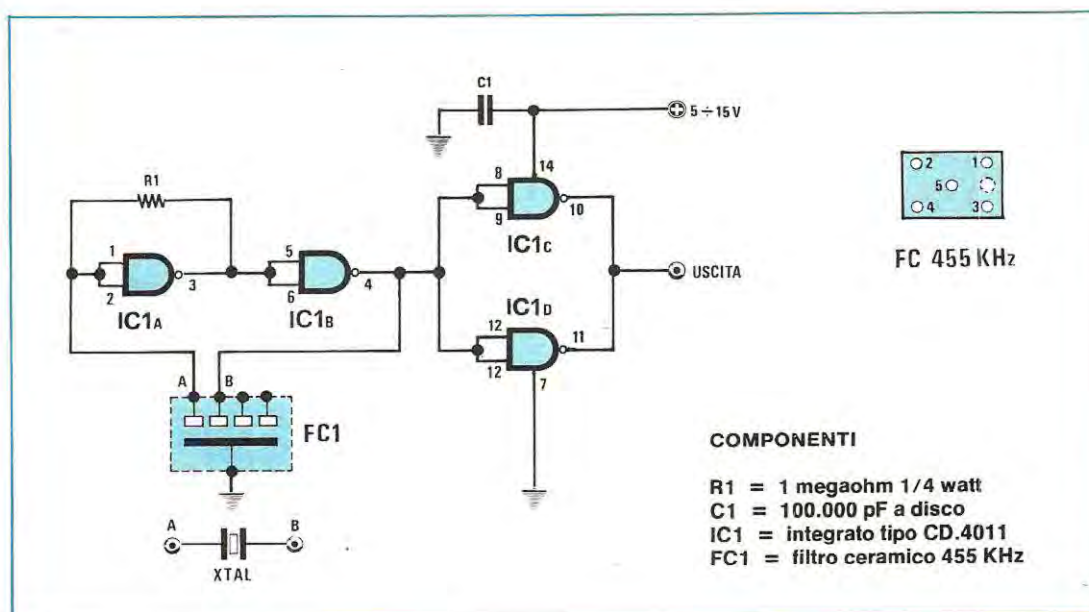 C1
5 ÷ 15 V
R1
8
14
9
10
IC1C
1
2
3
IC1A
5
6
4
IC1B
USCITA
IC1D
12
12
11
7
A
B
FC1
A
B
XTAL
2
1
5
4
3
FC 455 KHz
COMPONENTI
R1 = 1 megaohm 1/4 watt
C1 = 100.000 pF a disco
IC1 = integrato tipo CD.4011
FC1 = filtro ceramico 455 KHz